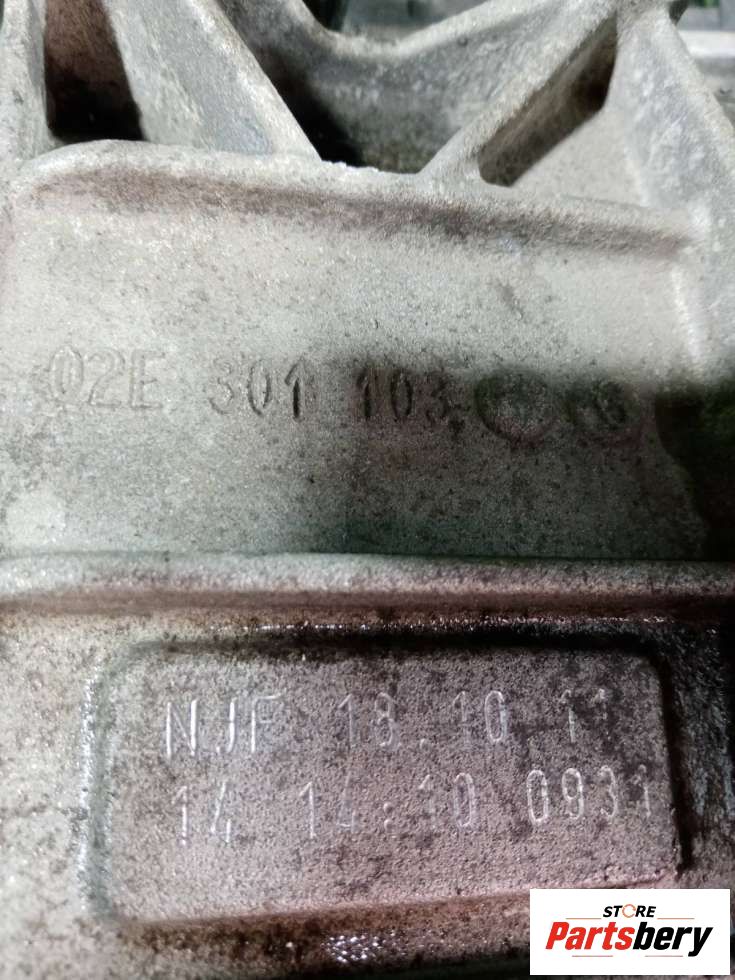 02E 301 103
NJF 18.10.11
14 14:10 0931
STORE
Partsbery